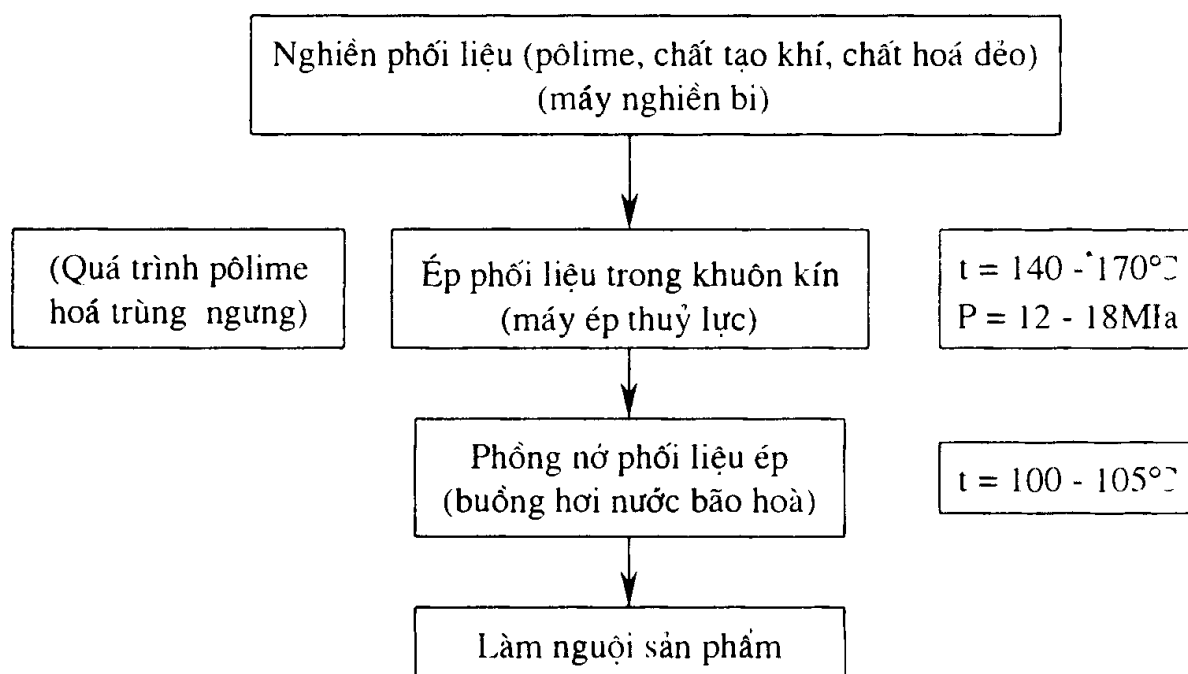 Nghiền phối liệu (pôlime, chất tạo khí, chất hoá dẻo)
(máy nghiền bi)
(Quá trình pôlime
hoá trùng ngưng)
Ép phối liệu trong khuôn kín
(máy ép thuỷ lực)
t = 140 - 170°C
P = 12 - 18MIa
Phồng nở phối liệu ép
(buồng hơi nước bão hoà)
t = 100 - 105°C
Làm nguội sản phẩm